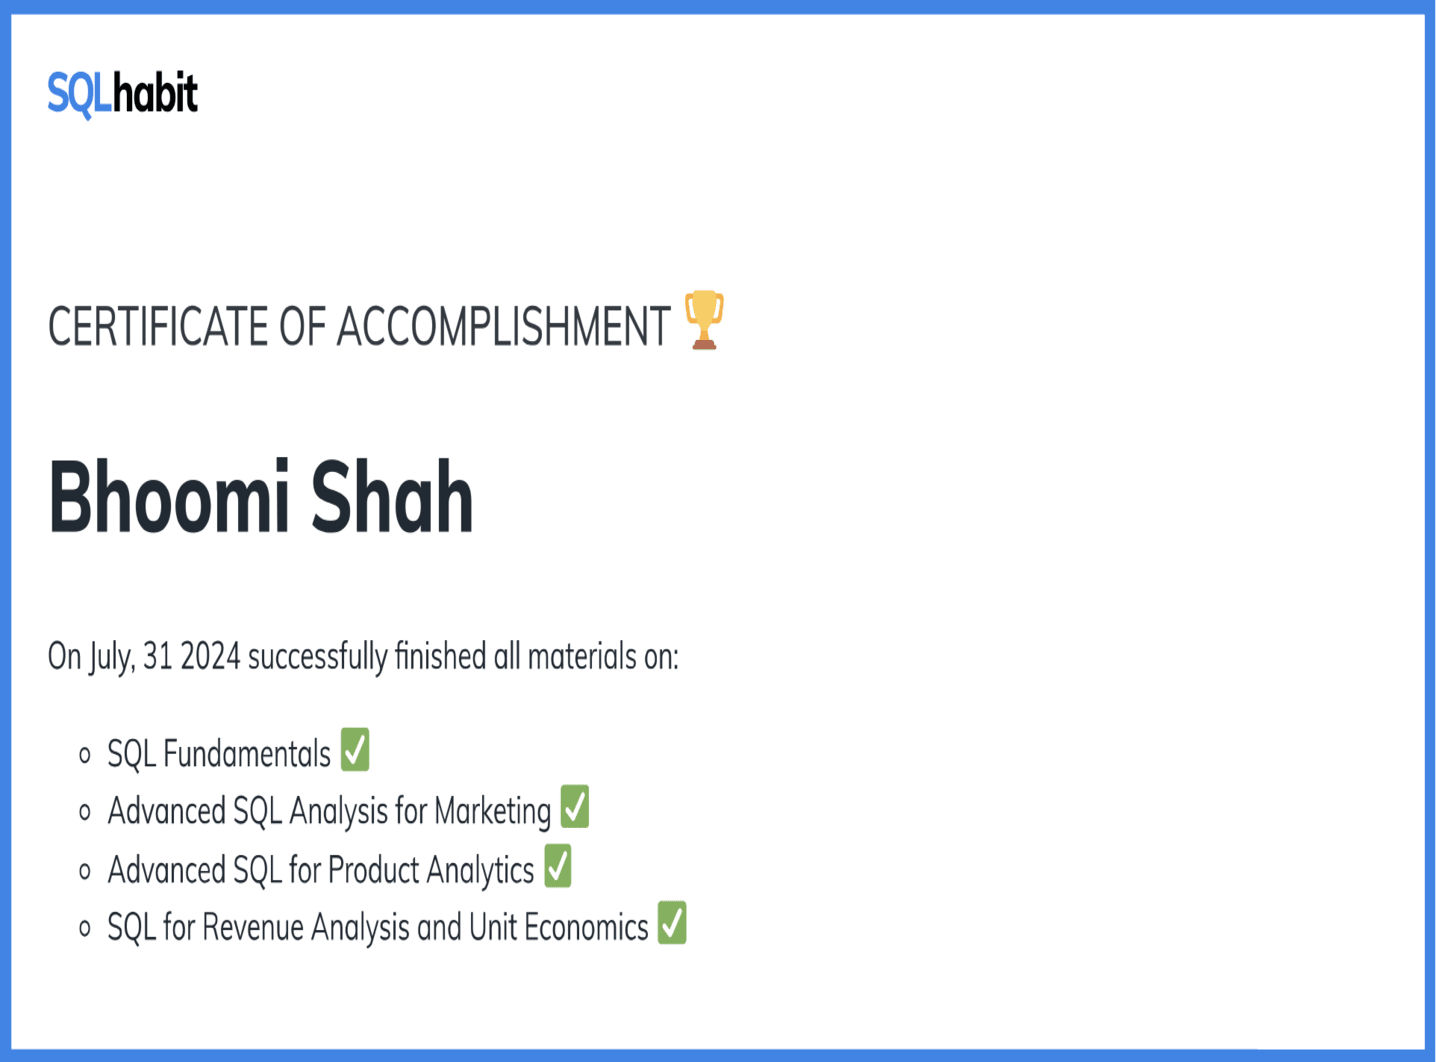 SQLhabit
CERTIFICATE OF ACCOMPLISHMENT 🏆
Bhoomi Shah
On July, 31 2024 successfully finished all materials on:
SQL Fundamentals ✅
Advanced SQL Analysis for Marketing ✅
Advanced SQL for Product Analytics ✅
SQL for Revenue Analysis and Unit Economics ✅